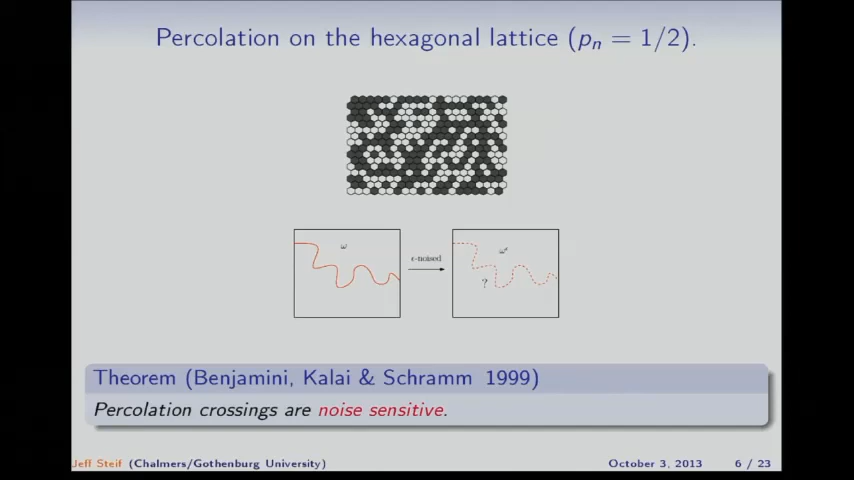 Percolation on the hexagonal lattice (pₙ = 1/2).
ω
ϵ-noised
ωᵋ
?
Theorem (Benjamini, Kalai & Schramm 1999)
Percolation crossings are noise sensitive.
Jeff Steif (Chalmers/Gothenburg University) October 3, 2013 6 / 23